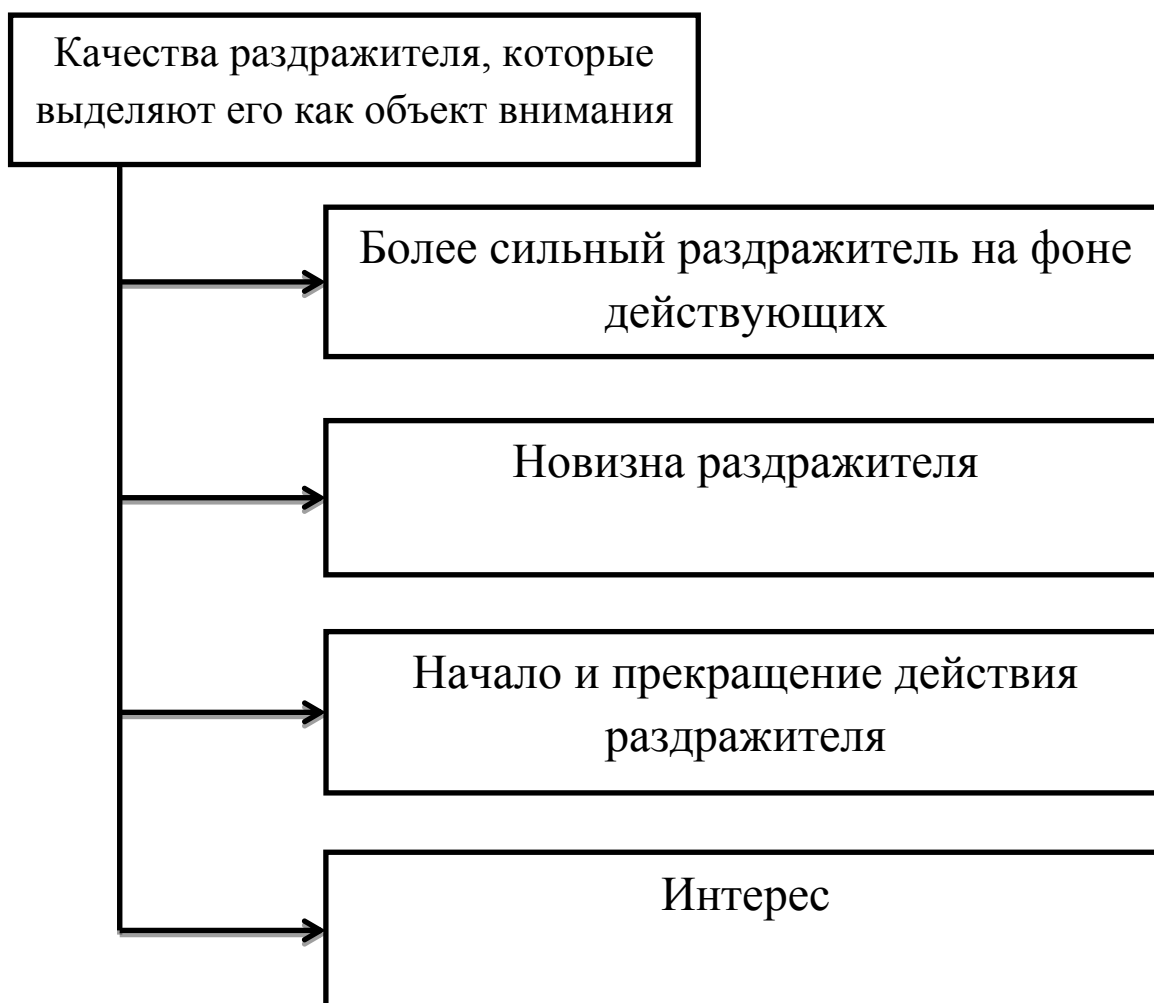 Качества раздражителя, которые
выделяют его как объект внимания
Более сильный раздражитель на фоне
действующих
Новизна раздражителя
Начало и прекращение действия
раздражителя
Интерес